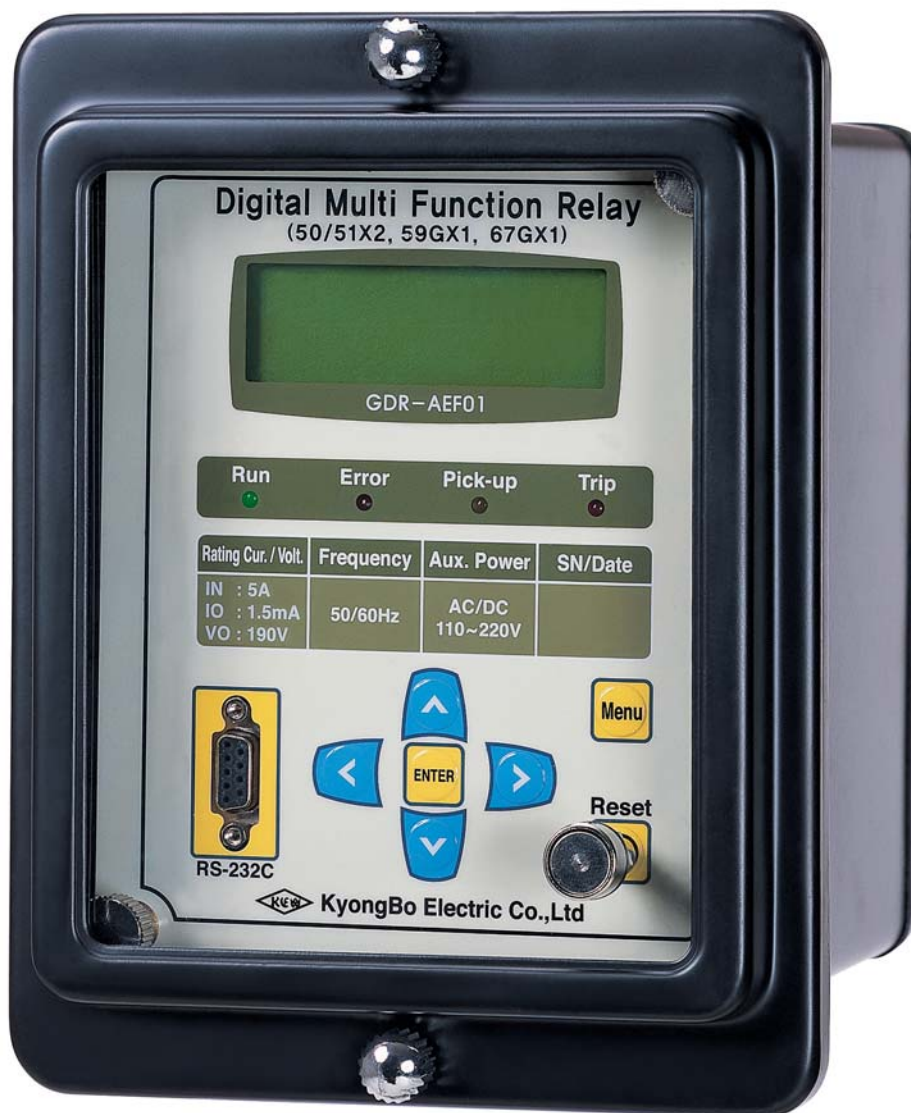 Digital Multi Function Relay
(50/51X2, 59GX1, 67GX1)
GDR-AEF01
Run Error Pick-up Trip
Rating Cur. / Volt. Frequency Aux. Power SN/Date
IN : 5A
IO : 1.5mA
VO : 190V
50/60Hz
AC/DC
110~220V
Menu
ENTER
Reset
RS-232C
KyongBo Electric Co.,Ltd